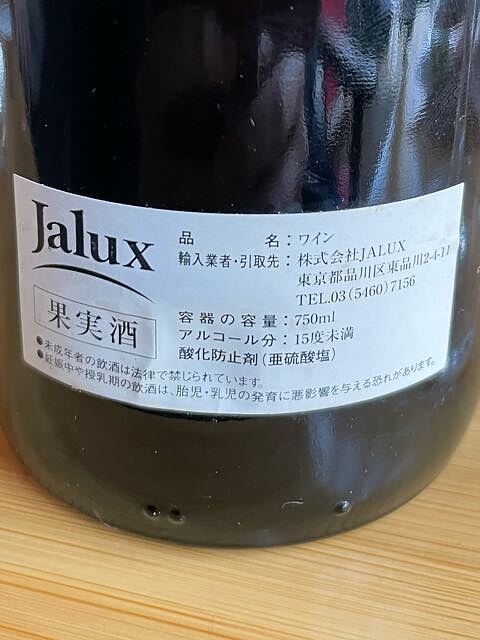 Jalux
果実酒
品名：ワイン
輸入業者・引取先：株式会社JALUX
東京都品川区東品川2-4-11
TEL.03(5460)7156
容器の容量：750ml
アルコール分：15度未満
酸化防止剤(亜硫酸塩)
●未成年者の飲酒は法律で禁じられています。
●妊娠中や授乳期の飲酒は、胎児・乳児の発育に悪影響を与える恐れがあります。